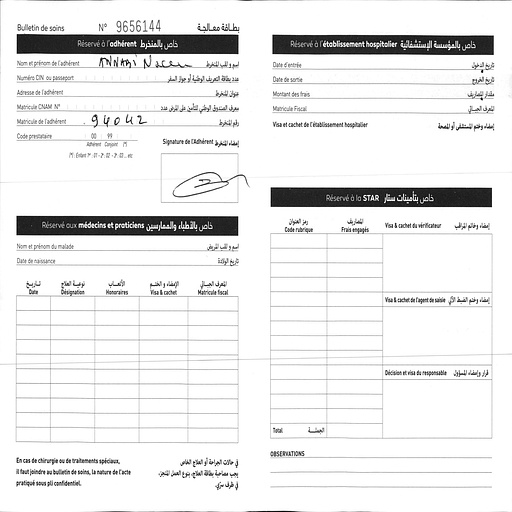 Bulletin de soins N° 9656144 بطاقة معالجة
Réservé à l'adhérent خاص بالمنخرط
Nom et prénom de l'adhérent ANNABI اسم و لقب المنخرط
Numéro CIN ou passeport عدد بطاقة التعريف الوطنية أو جواز السفر
Adresse de l'adhérent عنوان المنخرط
Matricule CNAM N° معرف الصندوق الوطني للتأمين على المرض عدد
Matricule de l'adhérent 94042 رقم المنخرط
Code prestataire 00 99
Adhérent Conjoint (*)
(*) : Enfant 1er : 01 - 2 : 02 - 3 : 03 ... etc
Signature de l'Adhérent إمضاء المنخرط
Réservé aux médecins et praticiens خاص بالأطباء والممارسين
Nom et prénom du malade اسم و لقب المريض
Date de naissance تاريخ الولادة
تاريخ نوعية العلاج الأتعاب الإمضاء و الختم المعرف الجبائي
Date Désignation Honoraires Visa & cachet Matricule fiscal
En cas de chirurgie ou de traitements spéciaux,
il faut joindre au bulletin de soins, la nature de l'acte
pratiqué sous pli confidentiel.
في حالات الجراحة أو العلاج الخاص
يجب مصاحبة بطاقة العلاج، بنوع العمل المنجز،
في ظرف سري.
Réservé à l'établissement hospitalier خاص بالمؤسسة الإستشفائية
Date d'entrée تاريخ الدخول
Date de sortie تاريخ الخروج
Montant des frais مقدار المصاريف
Matricule Fiscal المعرف الجبائي
Visa et cachet de l'établissement hospitalier إمضاء وختم المستشفى أو المصحة
Réservé à la STAR خاص بتأمينات ستار
رمز العنوان المصاريف
Code rubrique Frais engagés
Visa & cachet du vérificateur إمضاء وخاتم المراقب
Visa & cachet de l'agent de saisie إمضاء وختم الضبط الآلي
Décision et visa du responsable قرار وإمضاء المسؤول
Total الجملة
OBSERVATIONS